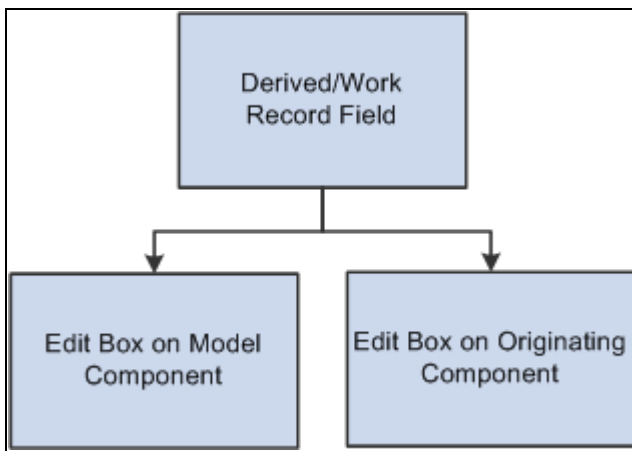 Derived/Work
Record Field
Edit Box on Model
Component
Edit Box on Originating
Component